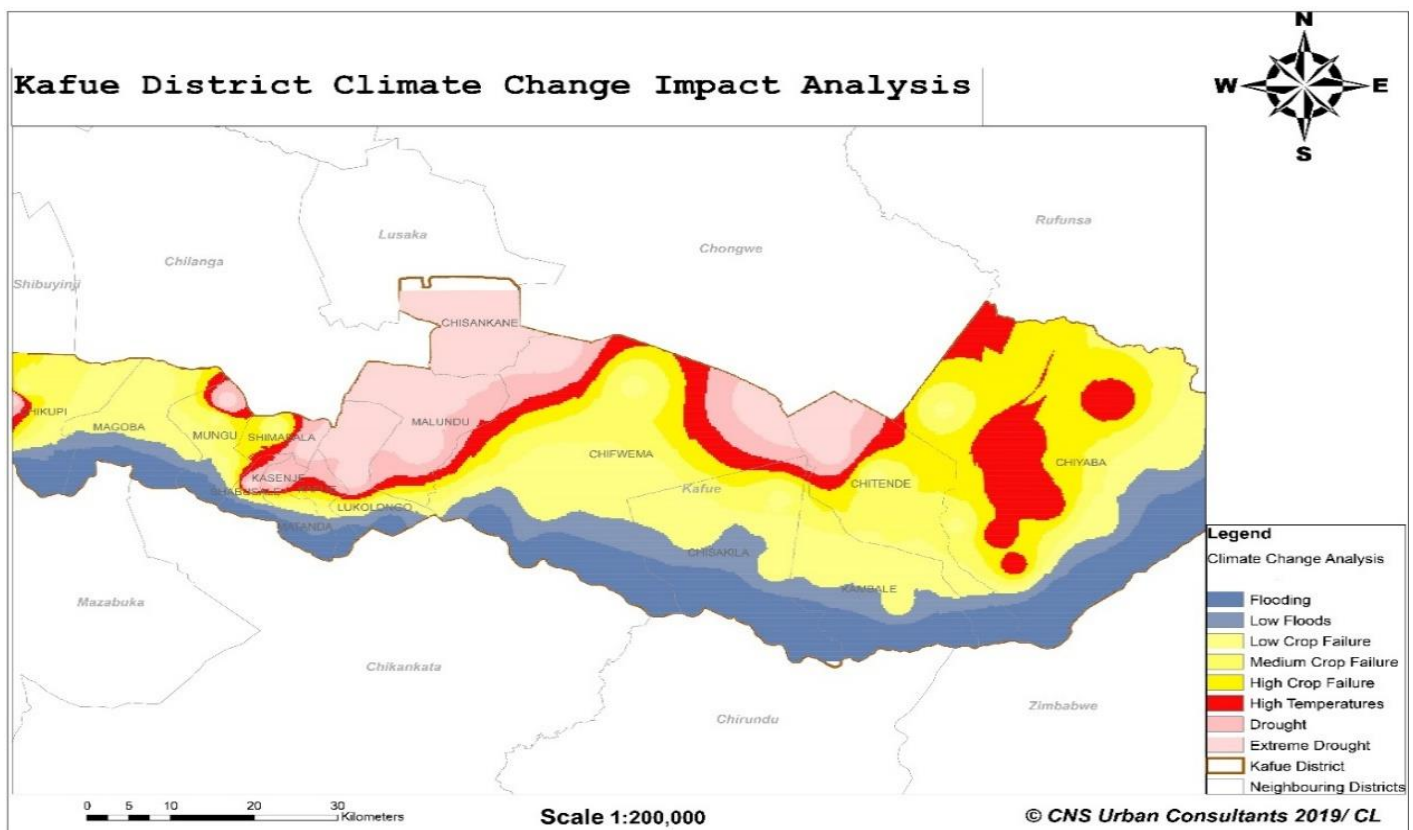 N
W E
S
Kafue District Climate Change Impact Analysis
Rufunsa
Lusaka
Chongwe
Chilanga
Shibuyinji
CHISANKANE
HIKUPI
MAGOBA
MALUNDU
MUNGU
SHIMABALA
CHIFWEMA
CHIYABA
KASENJE
CHITENDE
Kafue
LUKOLONGO
MATANDA
CHISAKILA
KAMBALE
Mazabuka
Chikankata
Chirundu
Zimbabwe
Legend
Climate Change Analysis
Flooding
Low Floods
Low Crop Failure
Medium Crop Failure
High Crop Failure
High Temperatures
Drought
Extreme Drought
Kafue District
Neighbouring Districts
0 5 10 20 30
Kilometers
Scale 1:200,000
© CNS Urban Consultants 2019/ CL